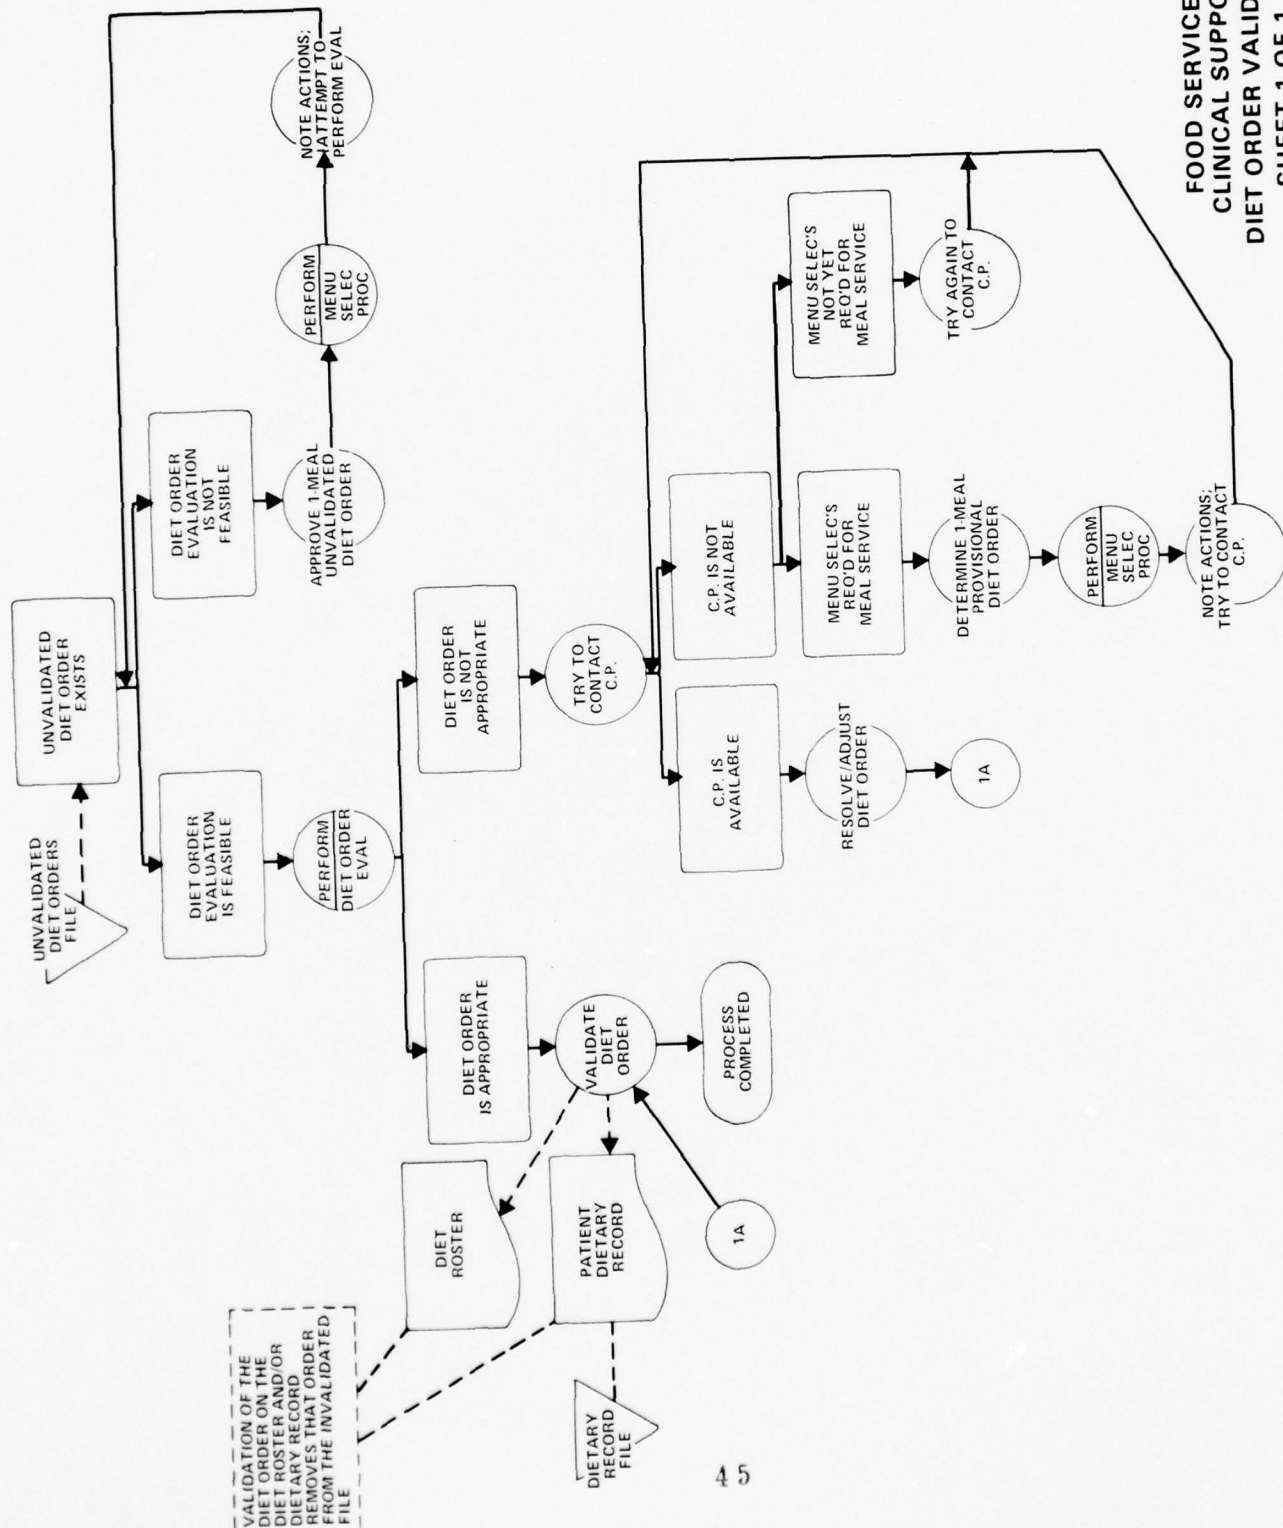 UNVALIDATED
DIET ORDERS
FILE
UNVALIDATED
DIET ORDER
EXISTS
DIET ORDER
EVALUATION
IS FEASIBLE
DIET ORDER
EVALUATION
IS NOT
FEASIBLE
PERFORM
DIET ORDER
EVAL
APPROVE 1-MEAL
UNVALIDATED
DIET ORDER
PERFORM
MENU
SELEC
PROC
NOTE ACTIONS;
ATTEMPT TO
PERFORM EVAL
DIET ORDER
IS APPROPRIATE
DIET ORDER
IS NOT
APPROPRIATE
VALIDATE
DIET
ORDER
TRY TO
CONTACT
C.P.
PROCESS
COMPLETED
C.P. IS
AVAILABLE
C.P. IS NOT
AVAILABLE
RESOLVE/ADJUST
DIET ORDER
1A
MENU SELEC'S
REQ'D FOR
MEAL SERVICE
MENU SELEC'S
NOT YET
REQ'D FOR
MEAL SERVICE
DETERMINE 1-MEAL
PROVISIONAL
DIET ORDER
TRY AGAIN TO
CONTACT
C.P.
PERFORM
MENU
SELEC
PROC
NOTE ACTIONS;
TRY TO CONTACT
C.P.
DIET
ROSTER
PATIENT
DIETARY
RECORD
1A
DIETARY
RECORD
FILE
VALIDATION OF THE
DIET ORDER ON THE
DIET ROSTER AND/OR
DIETARY RECORD
REMOVES THAT ORDER
FROM THE INVALIDATED
FILE
FOOD SERVICE
CLINICAL SUPPO
DIET ORDER VALID
SHEET 1 OF 1
45